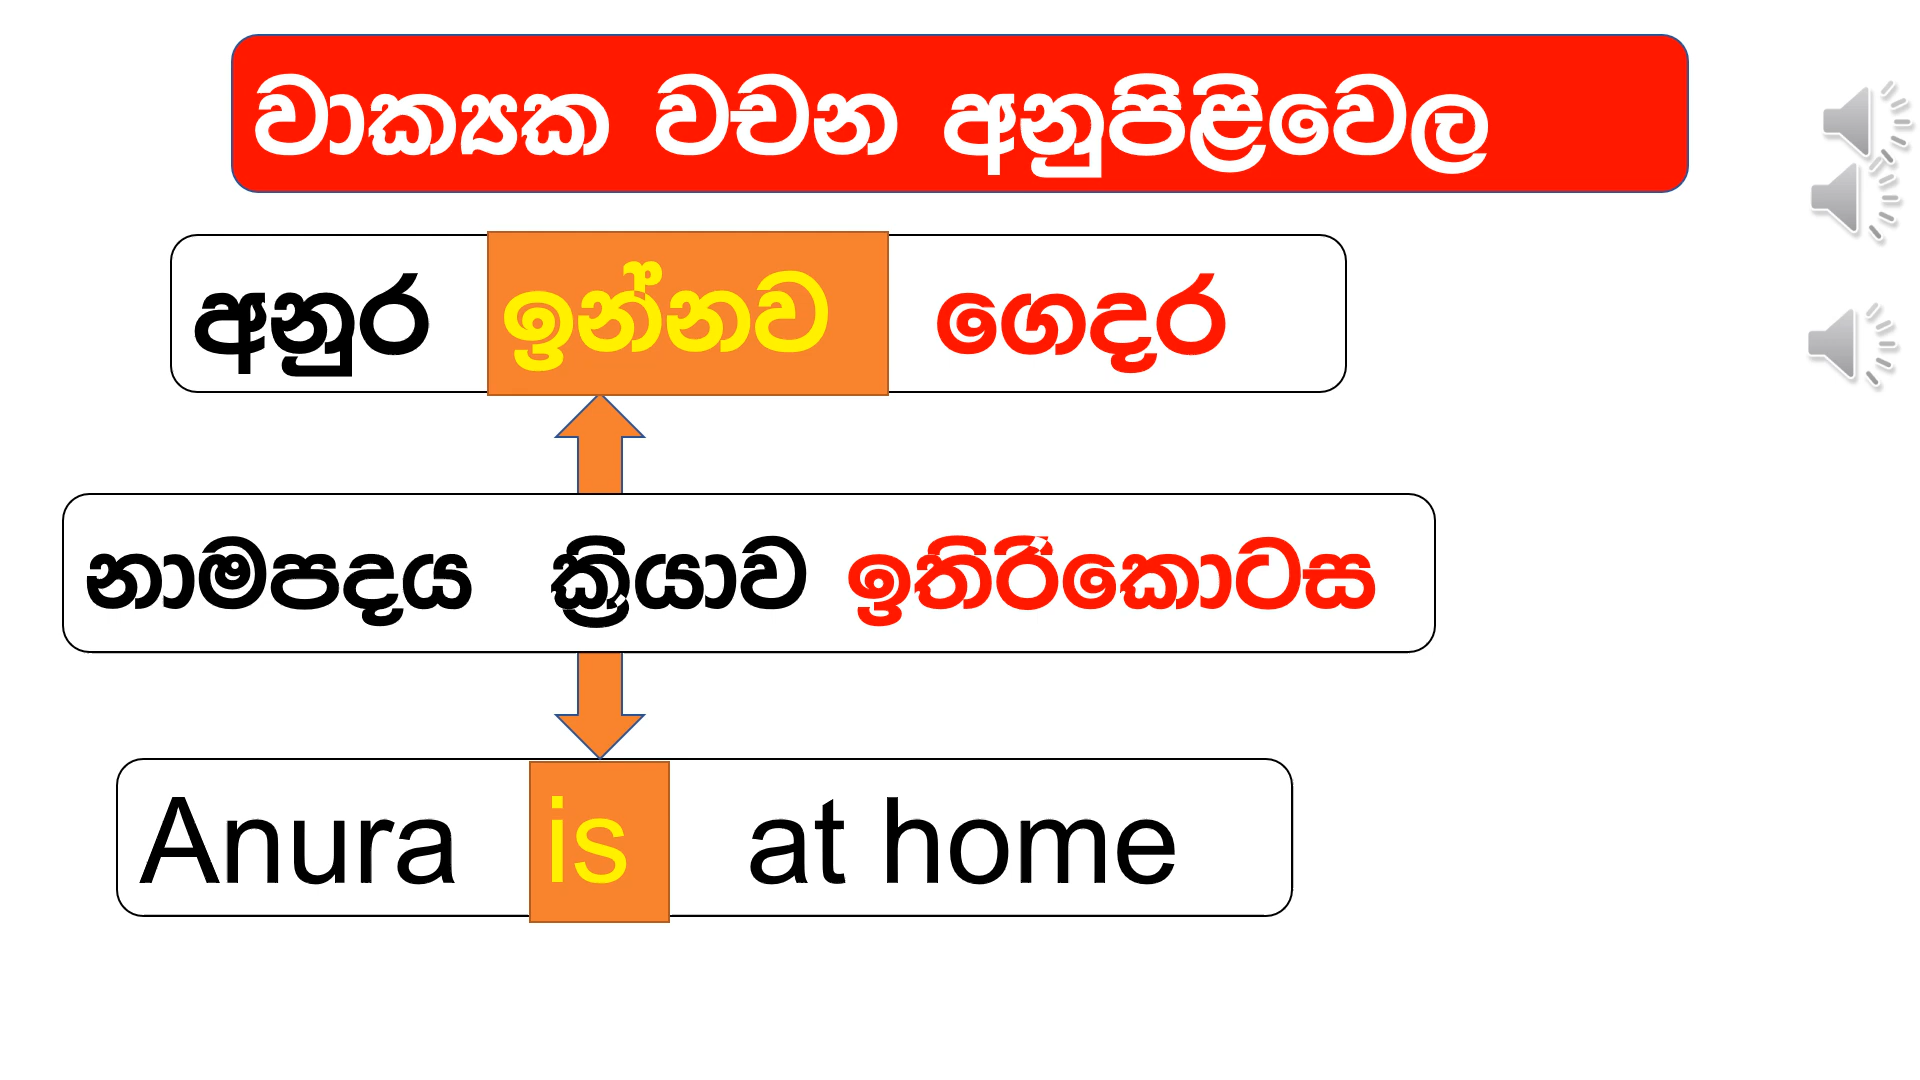 වාක්‍යක වචන අනුපිළිවෙල
අනුර ඉන්නව ගෙදර
නාමපදය ක්‍රියාව ඉතිරිකොටස
Anura is at home